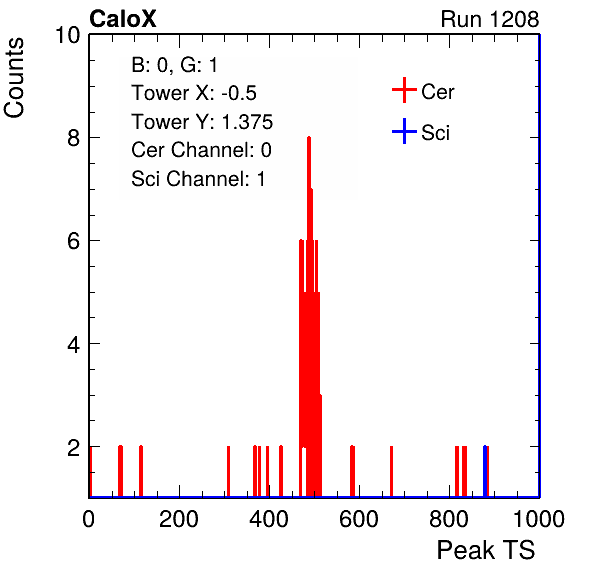 CaloX Run 1208
Counts
10
B: 0, G: 1
Tower X: -0.5
Tower Y: 1.375
Cer Channel: 0
Sci Channel: 1
Cer
Sci
8
6
4
2
0 200 400 600 800 1000
Peak TS